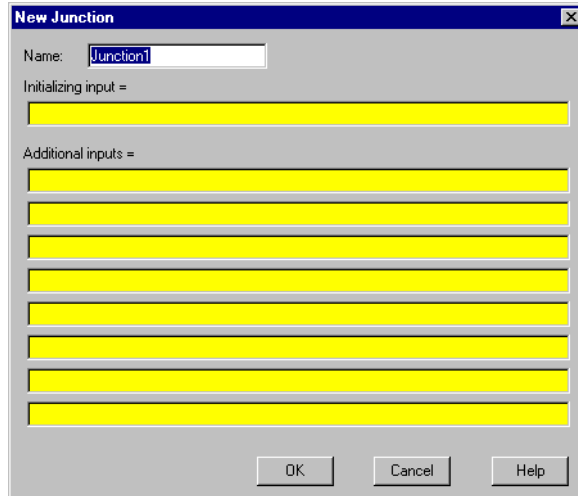 New Junction
Name: Junction1
Initializing input =
Additional inputs =
OK Cancel Help